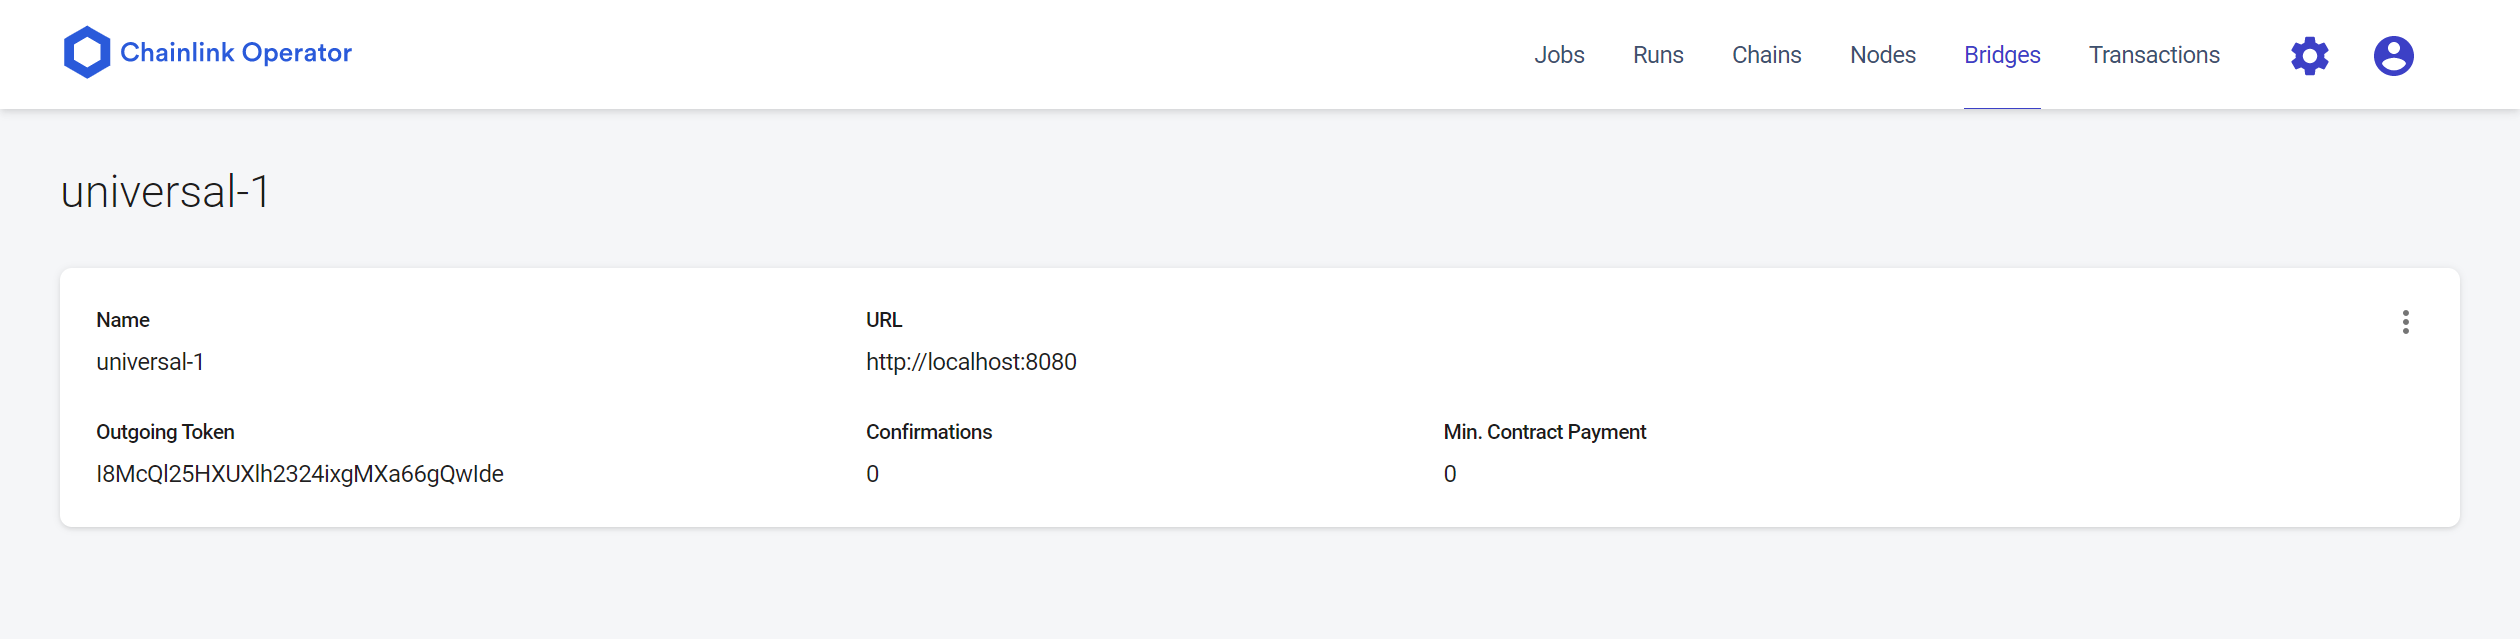 Chainlink Operator
Jobs Runs Chains Nodes Bridges Transactions
universal-1
Name URL
universal-1 http://localhost:8080
Outgoing Token Confirmations Min. Contract Payment
I8McQl25HXUXlh2324ixgMXa66gQwIde 0 0